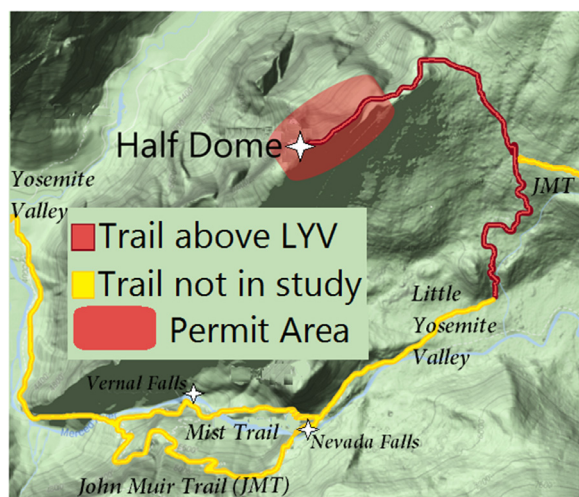 Half Dome
Yosemite
Valley
JMT
Trail above LYV
Trail not in study
Permit Area
Little
Yosemite
Valley
Vernal Falls
Mist Trail
Nevada Falls
John Muir Trail (JMT)